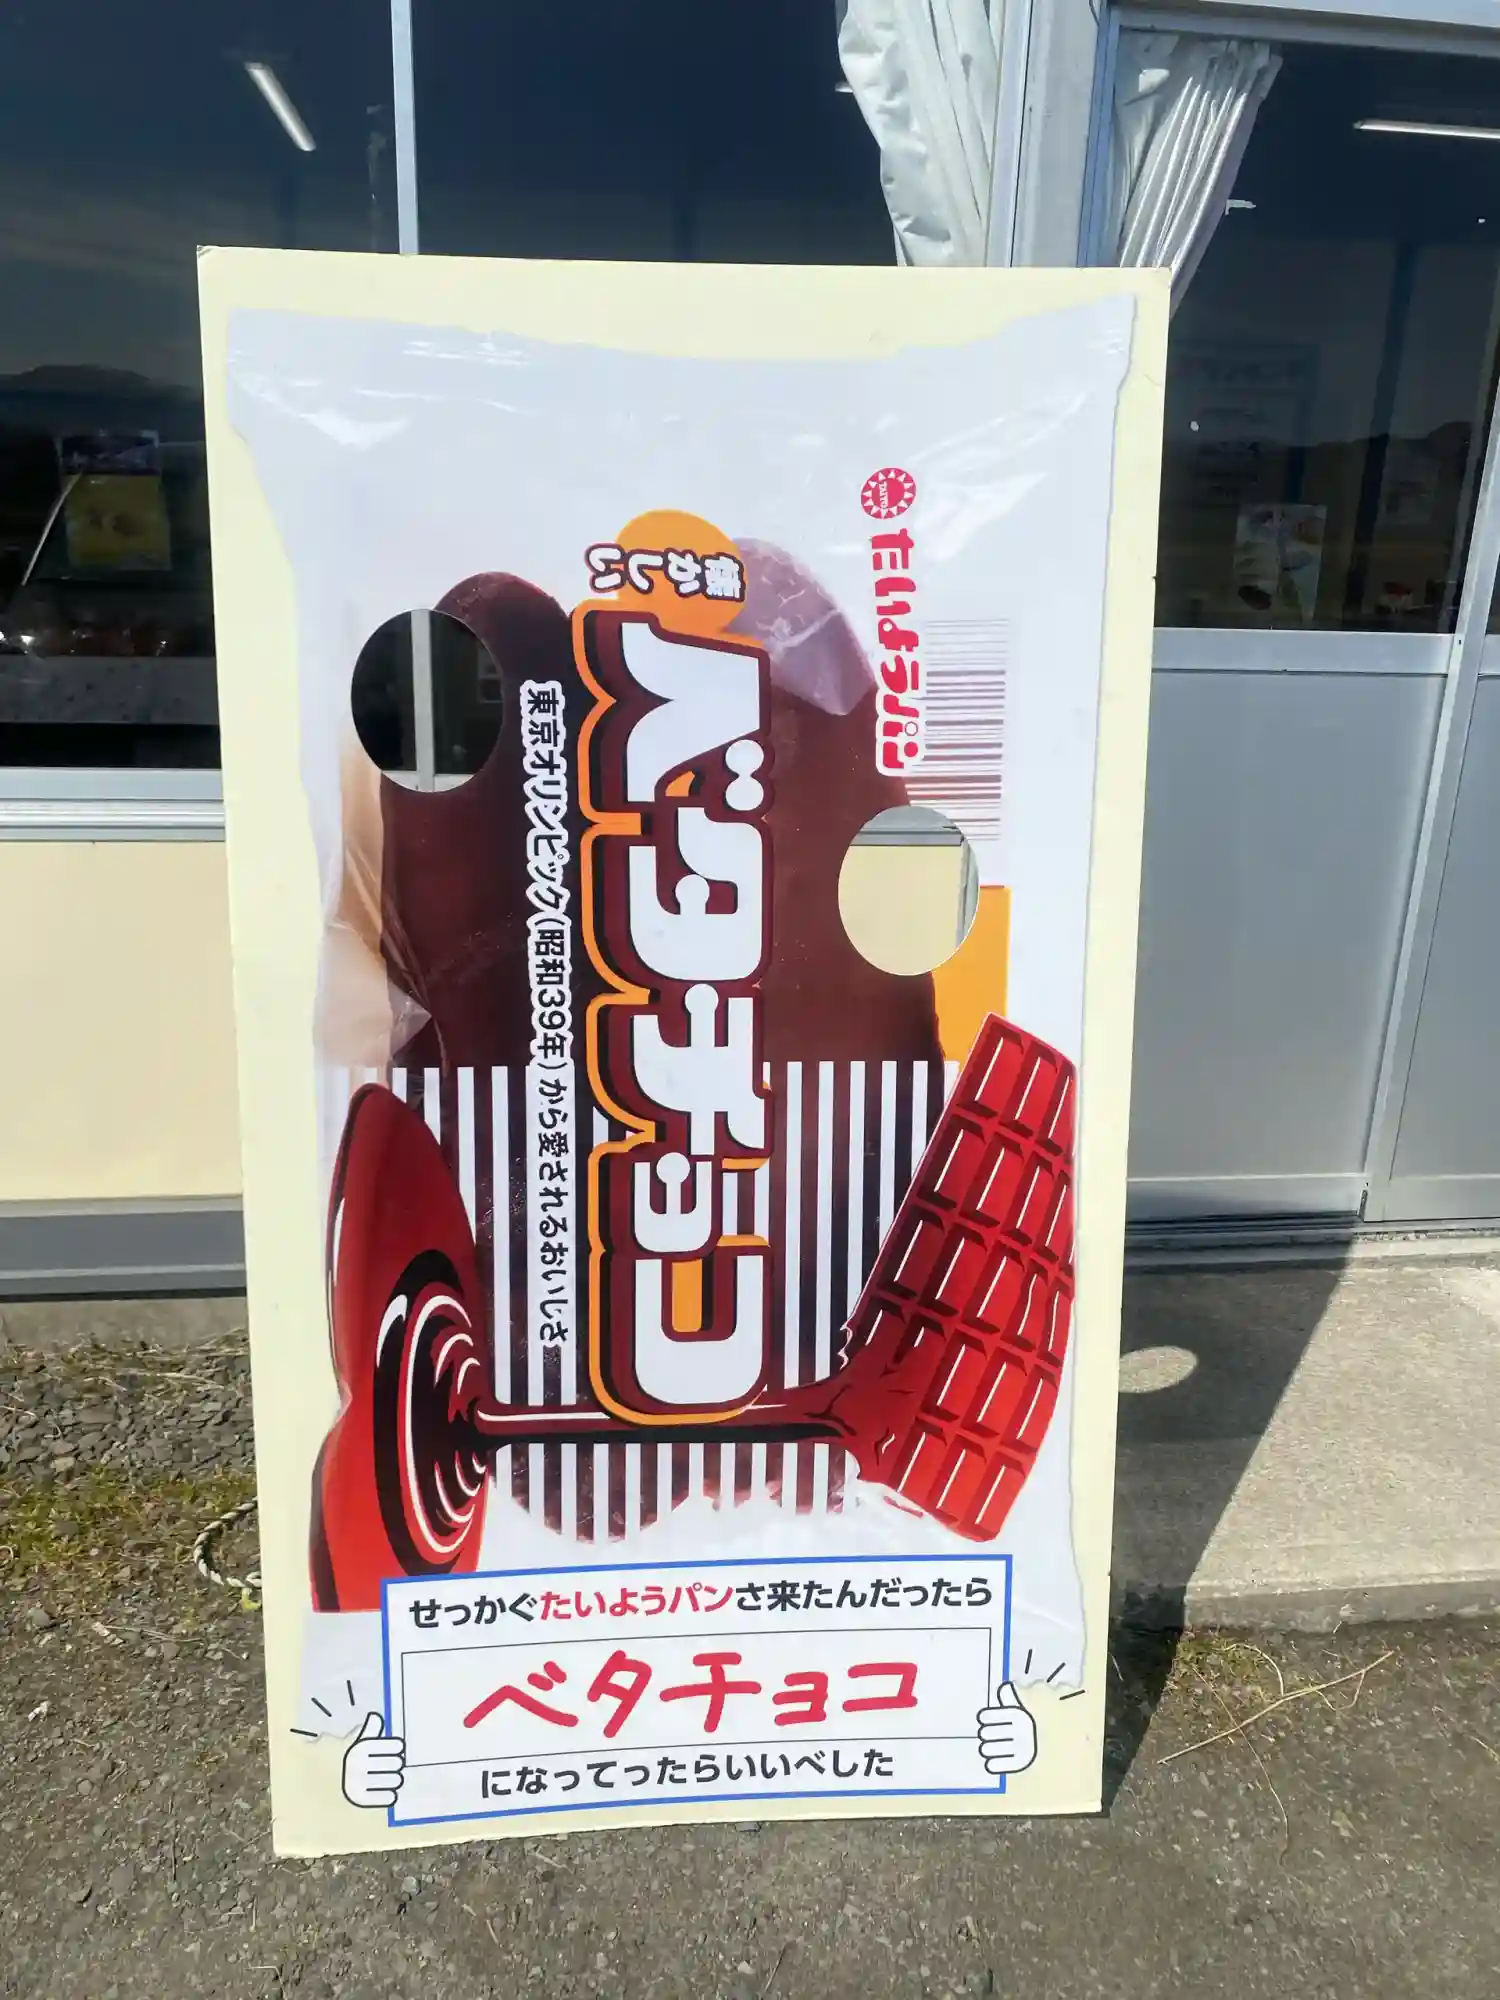 TAIYO
たいようパン
懐かしい
ベタチョコ
東京オリンピック(昭和39年)から愛されるおいしさ
せっかぐたいようパンさ来たんだったら
ベタチョコ
になってったらいいべした